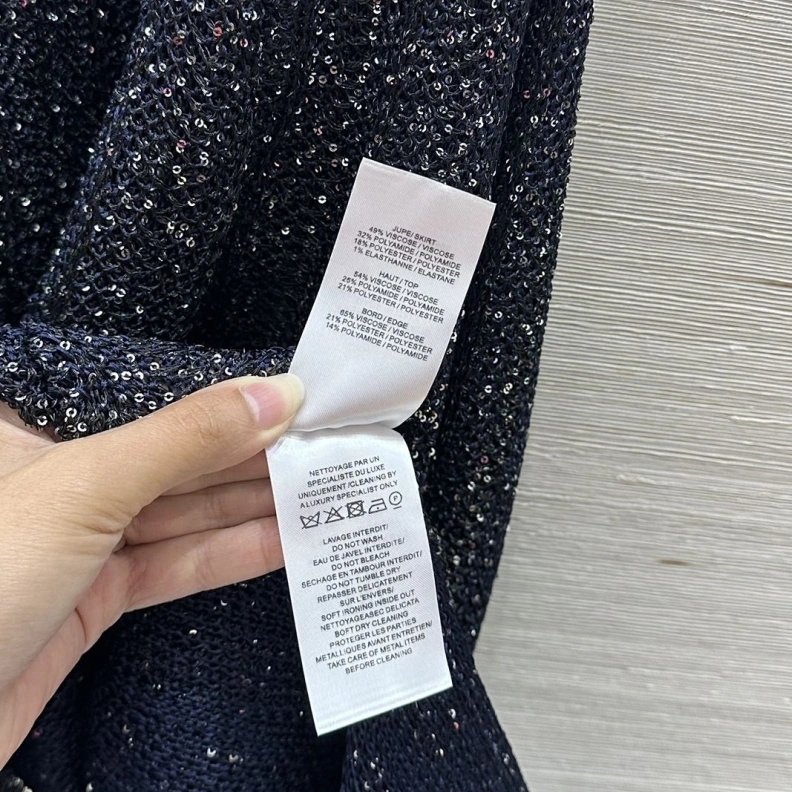 JUPE/SKIRT
49% VISCOSE/VISCOSE
32% POLYAMIDE/POLYAMIDE
18% POLYESTER/POLYESTER
1% ELASTHANNE/ELASTANE
HAUT/TOP
54% VISCOSE/VISCOSE
25% POLYAMIDE/POLYAMIDE
21% POLYESTER/POLYESTER
BORD/EDGE
65% VISCOSE/VISCOSE
21% POLYESTER/POLYESTER
14% POLYAMIDE/POLYAMIDE
NETTOYAGE PAR UN
SPECIALISTE DU LUXE
UNIQUEMENT/CLEANING BY
A LUXURY SPECIALIST ONLY
LAVAGE INTERDIT/
DO NOT WASH
EAU DE JAVEL INTERDITE/
DO NOT BLEACH
SECHAGE EN TAMBOUR INTERDIT/
DO NOT TUMBLE DRY
REPASSER DELICATEMENT
SUR L'ENVERS/
SOFT IRONING INSIDE OUT
NETTOYAGEASEC DELICATA
SOFT DRY CLEANING
PROTEGER LES PARTIES
METALLIQUES AVANT ENTRETIEN/
TAKE CARE OF METAL ITEMS
BEFORE CLEANING